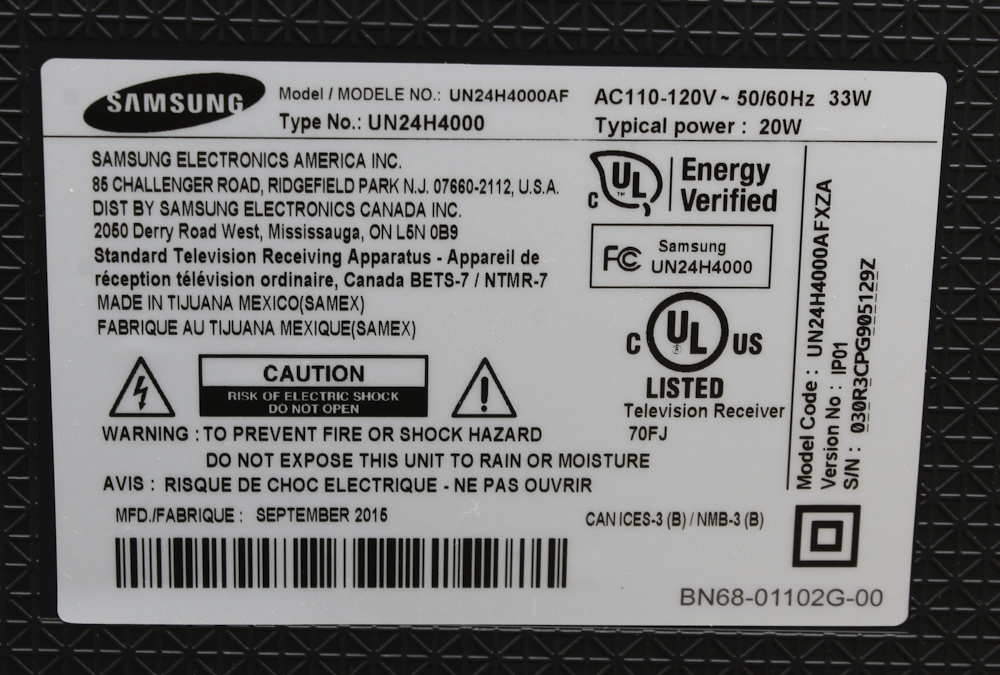 SAMSUNG
Model / MODELE NO.: UN24H4000AF
Type No.: UN24H4000
AC110-120V ~ 50/60Hz 33W
Typical power : 20W
SAMSUNG ELECTRONICS AMERICA INC.
85 CHALLENGER ROAD, RIDGEFIELD PARK N.J. 07660-2112, U.S.A.
DIST BY SAMSUNG ELECTRONICS CANADA INC.
2050 Derry Road West, Mississauga, ON L5N 0B9
Standard Television Receiving Apparatus - Appareil de
réception télévision ordinaire, Canada BETS-7 / NTMR-7
MADE IN TIJUANA MEXICO(SAMEX)
FABRIQUE AU TIJUANA MEXIQUE(SAMEX)
CAUTION
RISK OF ELECTRIC SHOCK
DO NOT OPEN
WARNING : TO PREVENT FIRE OR SHOCK HAZARD
DO NOT EXPOSE THIS UNIT TO RAIN OR MOISTURE
AVIS : RISQUE DE CHOC ELECTRIQUE - NE PAS OUVRIR
MFD./FABRIQUE : SEPTEMBER 2015
C UL TM
Energy
Verified
FC Samsung
UN24H4000
C UL US
LISTED
Television Receiver
70FJ
CAN ICES-3 (B) / NMB-3 (B)
Model Code : UN24H4000AFXZA
Version No : IP01
S/N : 030R3CPG905129Z
BN68-01102G-00